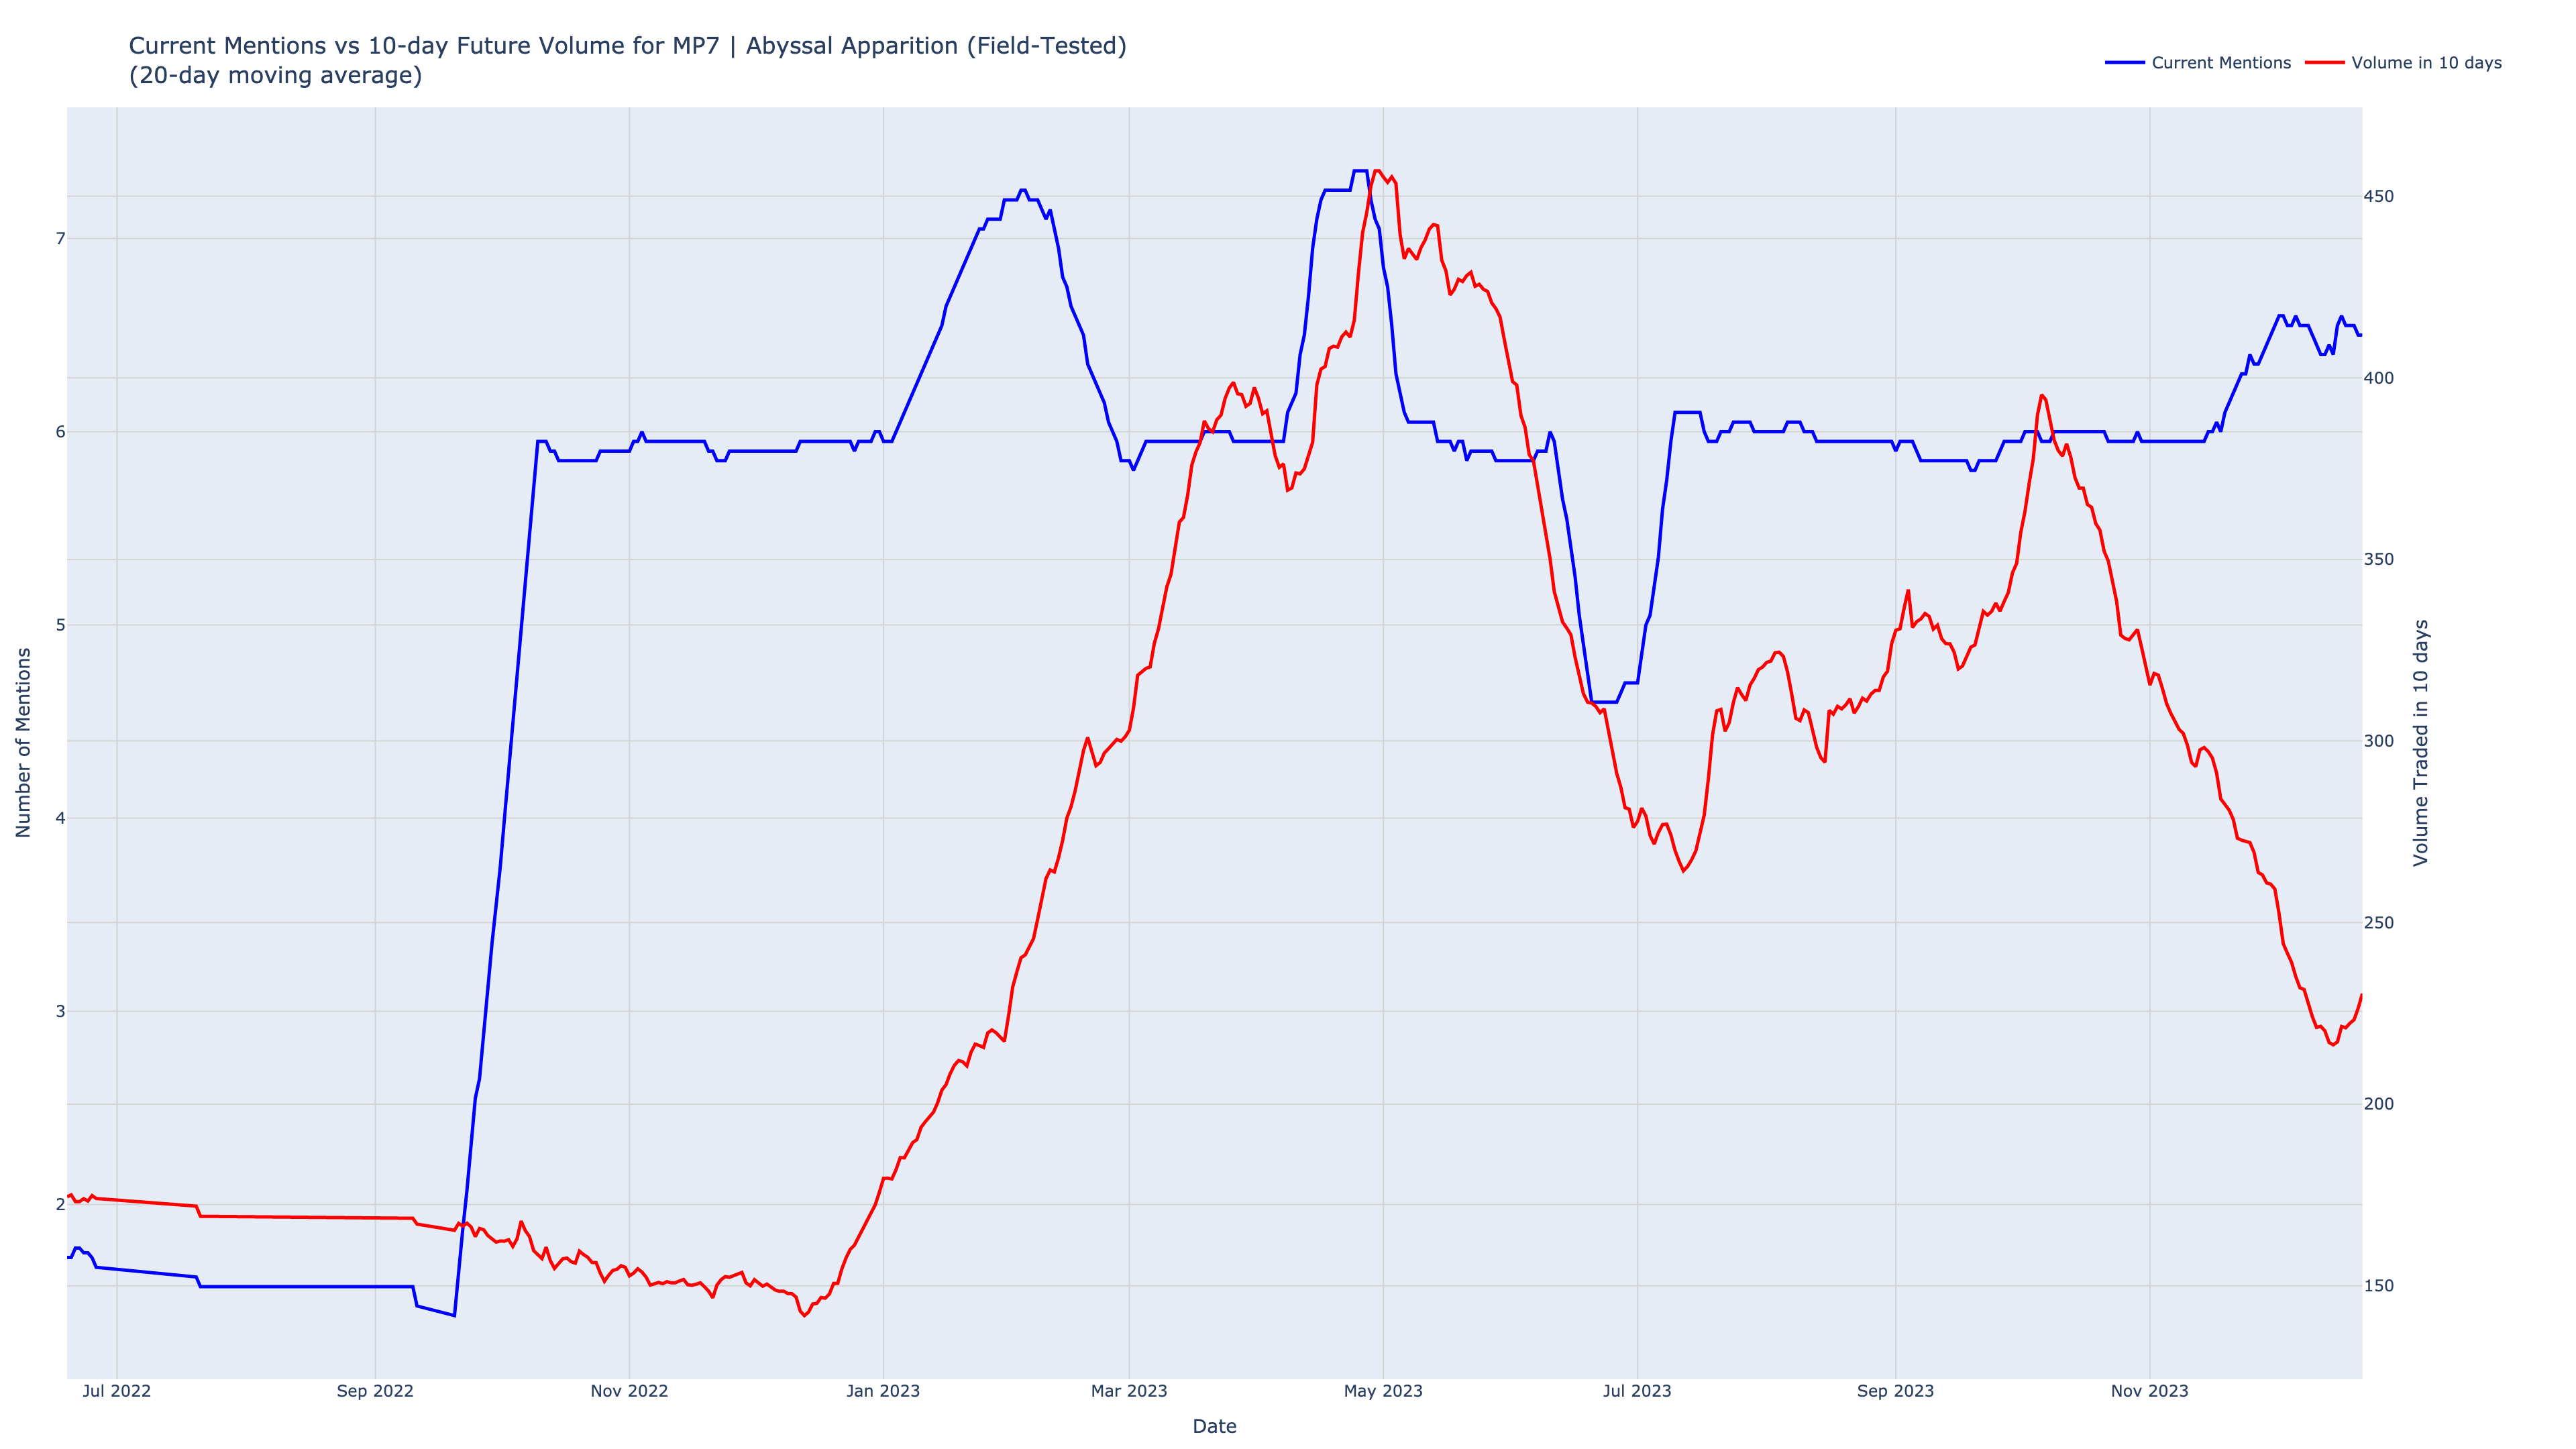 Current Mentions vs 10-day Future Volume for MP7 | Abyssal Apparition (Field-Tested)
(20-day moving average)
Current Mentions
Volume in 10 days
Number of Mentions
7
6
5
4
3
2
450
400
350
300
250
200
150
Volume Traded in 10 days
Jul 2022
Sep 2022
Nov 2022
Jan 2023
Mar 2023
May 2023
Jul 2023
Sep 2023
Nov 2023
Date